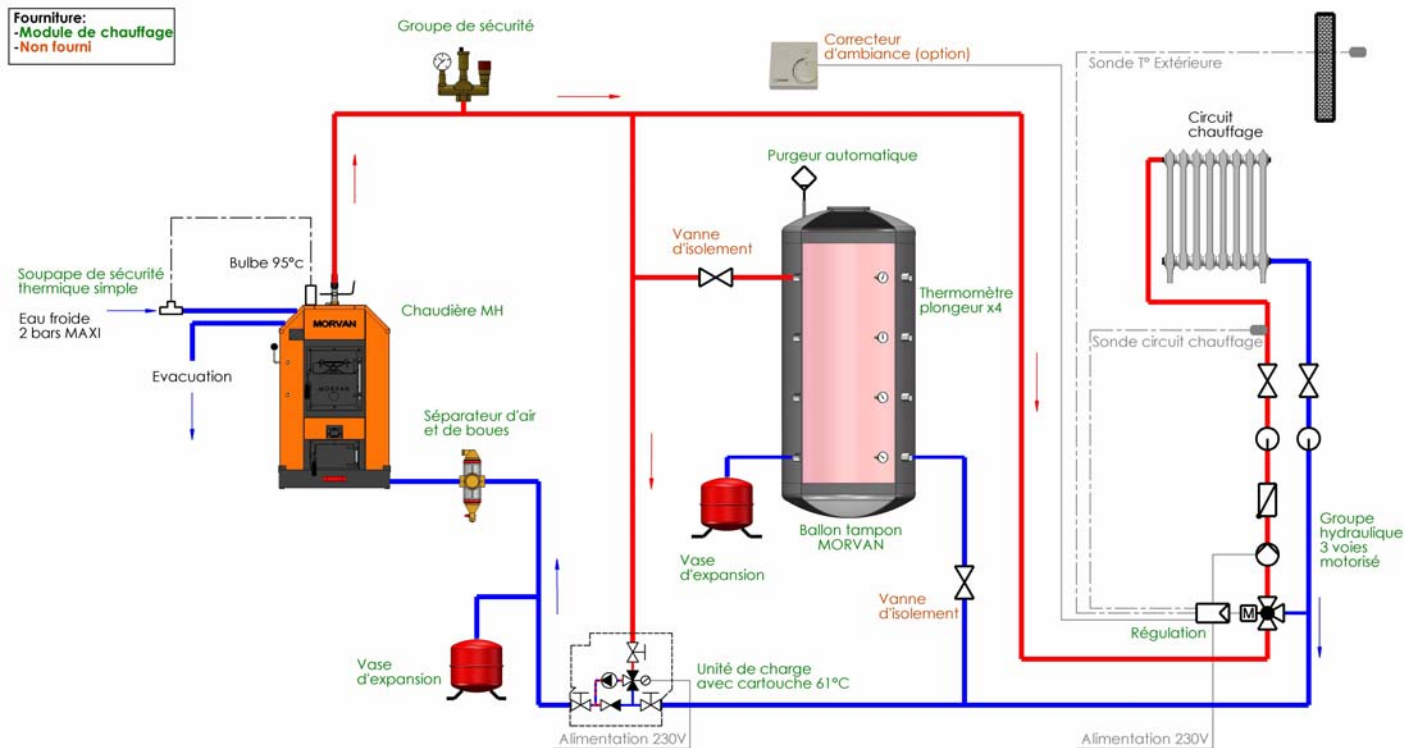 Fourniture:
-Module de chauffage
-Non fourni
Groupe de sécurité
Correcteur
d'ambiance (option)
Sonde T° Extérieure
Circuit
chauffage
Purgeur automatique
Vanne
d'isolement
Bulbe 95°c
Soupape de sécurité
thermique simple
Eau froide
2 bars MAXI
Chaudière MH
MORVAN
MORVAN
Thermomètre
plongeur x4
Sonde circuit chauffage
Evacuation
Séparateur d'air
et de boues
Ballon tampon
MORVAN
Vase
d'expansion
Groupe
hydraulique
3 voies
motorisé
Vanne
d'isolement
M
Régulation
Vase
d'expansion
Unité de charge
avec cartouche 61°C
Alimentation 230V
Alimentation 230V